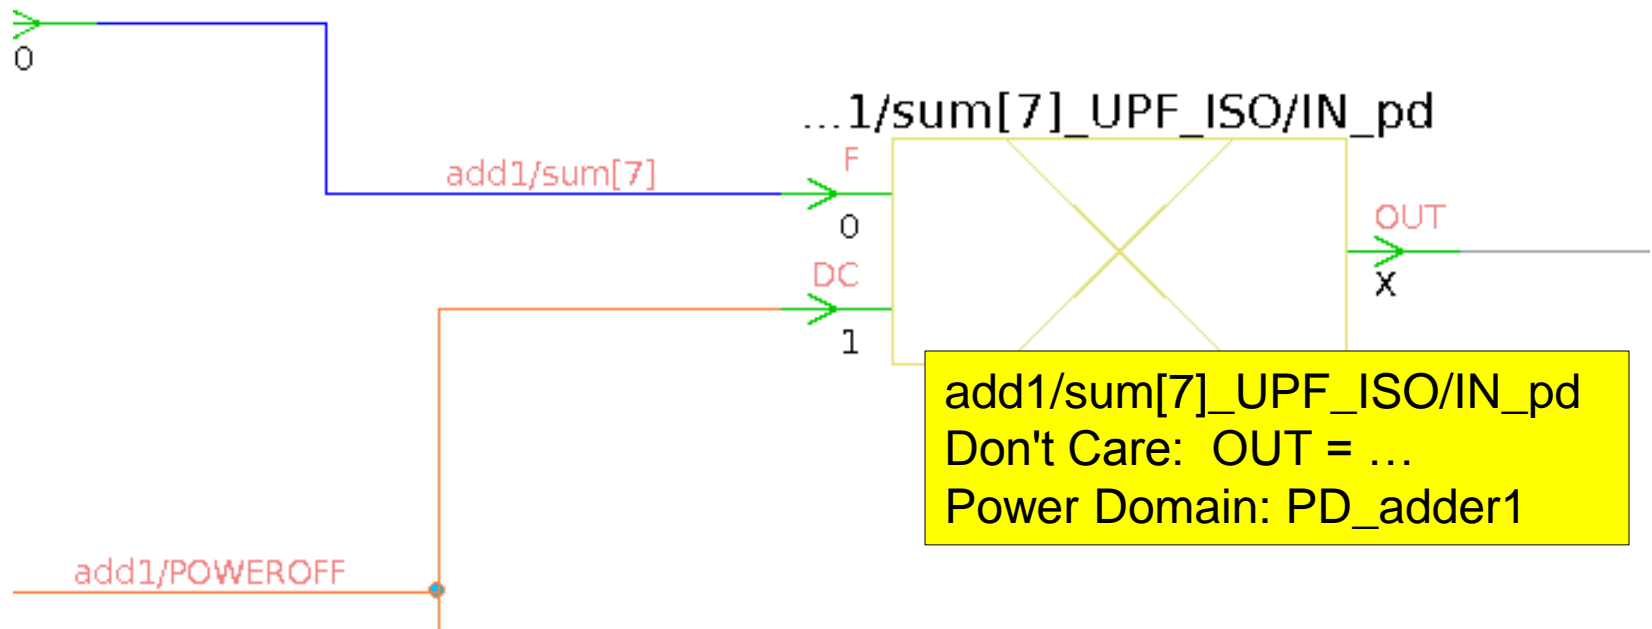 0
...1/sum[7]_UPF_ISO/IN_pd
add1/sum[7]
F
0
OUT
DC
X
1
add1/sum[7]_UPF_ISO/IN_pd
Don't Care: OUT = ...
Power Domain: PD_adder1
add1/POWEROFF